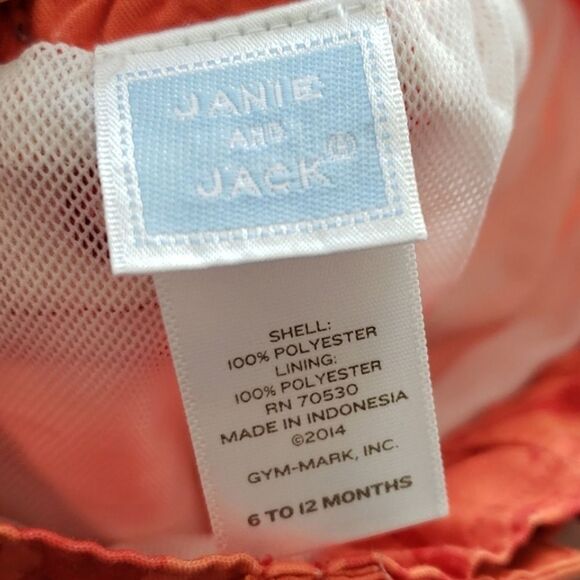 JANIE
AND
JACK®
SHELL:
100% POLYESTER
LINING:
100% POLYESTER
RN 70530
MADE IN INDONESIA
©2014
GYM-MARK, INC.
6 TO 12 MONTHS